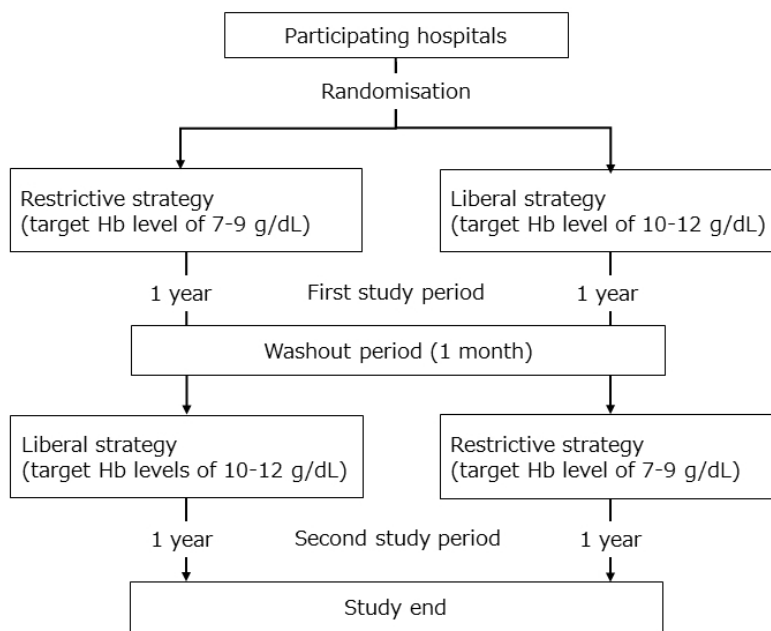 Participating hospitals
Randomisation
Restrictive strategy
(target Hb level of 7-9 g/dL)
Liberal strategy
(target Hb level of 10-12 g/dL)
1 year
First study period
1 year
Washout period (1 month)
Liberal strategy
(target Hb levels of 10-12 g/dL)
Restrictive strategy
(target Hb level of 7-9 g/dL)
1 year
Second study period
1 year
Study end